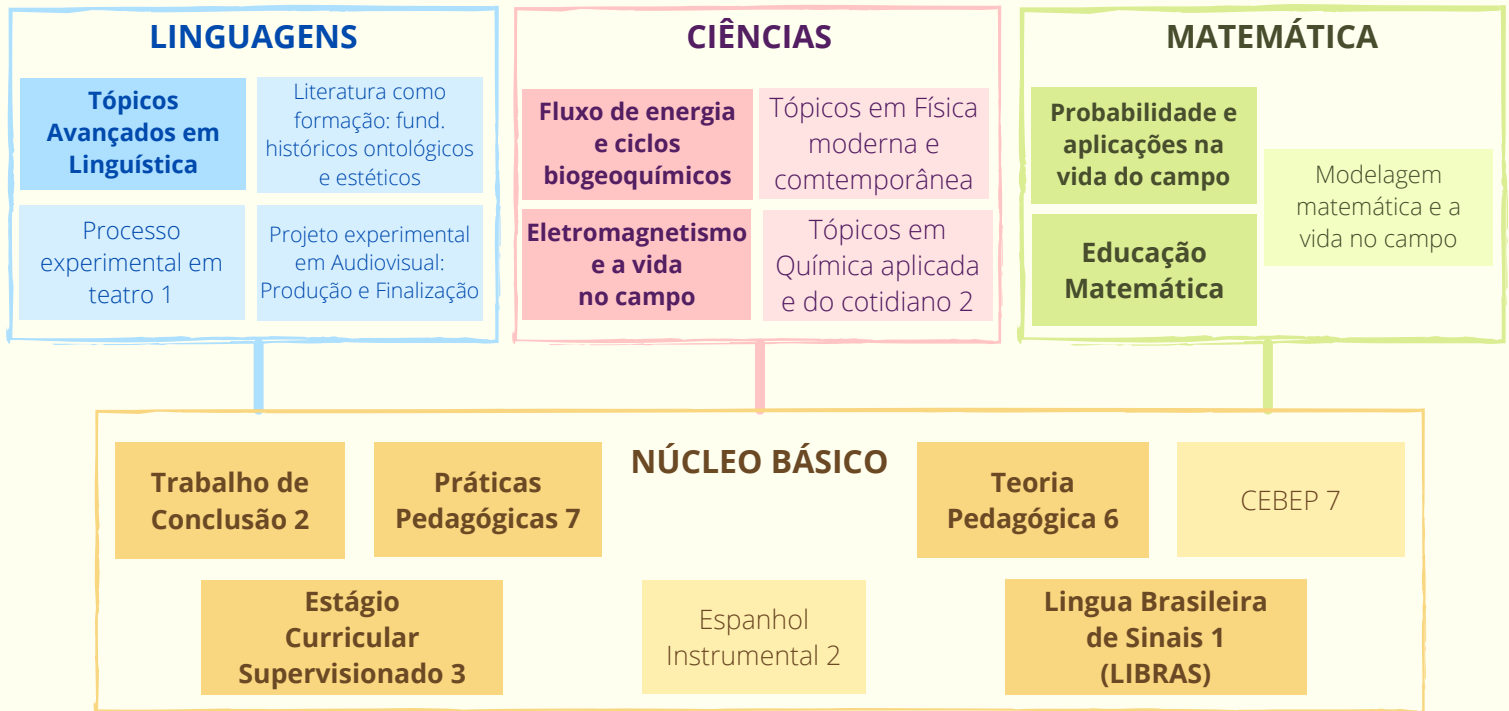 LINGUAGENS
Tópicos
Avançados em
Linguística
Literatura como
formação: fund.
históricos ontológicos
e estéticos
Processo
experimental em
teatro 1
Projeto experimental
em Audiovisual:
Produção e Finalização
CIÊNCIAS
Fluxo de energia
e ciclos
biogeoquímicos
Tópicos em Física
moderna e
comtemporânea
Eletromagnetismo
e a vida
no campo
Tópicos em
Química aplicada
e do cotidiano 2
MATEMÁTICA
Probabilidade e
aplicações na
vida do campo
Modelagem
matemática e a
vida no campo
Educação
Matemática
NÚCLEO BÁSICO
Trabalho de
Conclusão 2
Práticas
Pedagógicas 7
Teoria
Pedagógica 6
CEBEP 7
Estágio
Curricular
Supervisionado 3
Espanhol
Instrumental 2
Lingua Brasileira
de Sinais 1
(LIBRAS)